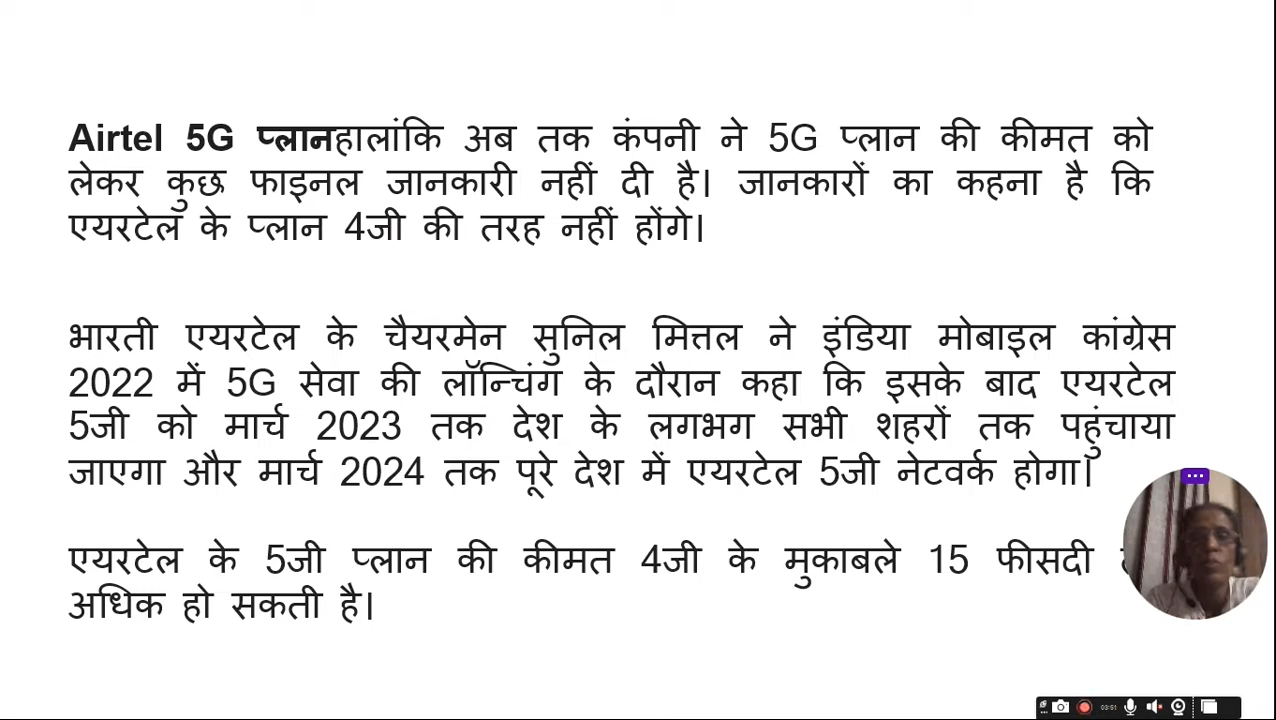 Airtel 5G प्लानहालांकि अब तक कंपनी ने 5G प्लान की कीमत को
लेकर कुछ फाइनल जानकारी नहीं दी है। जानकारों का कहना है कि
एयरटेल के प्लान 4जी की तरह नहीं होंगे।
भारती एयरटेल के चैयरमेन सुनिल मित्तल ने इंडिया मोबाइल कांग्रेस
2022 में 5G सेवा की लॉन्चिंग के दौरान कहा कि इसके बाद एयरटेल
5जी को मार्च 2023 तक देश के लगभग सभी शहरों तक पहुंचाया
जाएगा और मार्च 2024 तक पूरे देश में एयरटेल 5जी नेटवर्क होगा।
एयरटेल के 5जी प्लान की कीमत 4जी के मुकाबले 15 फीसदी
अधिक हो सकती है।
03:51